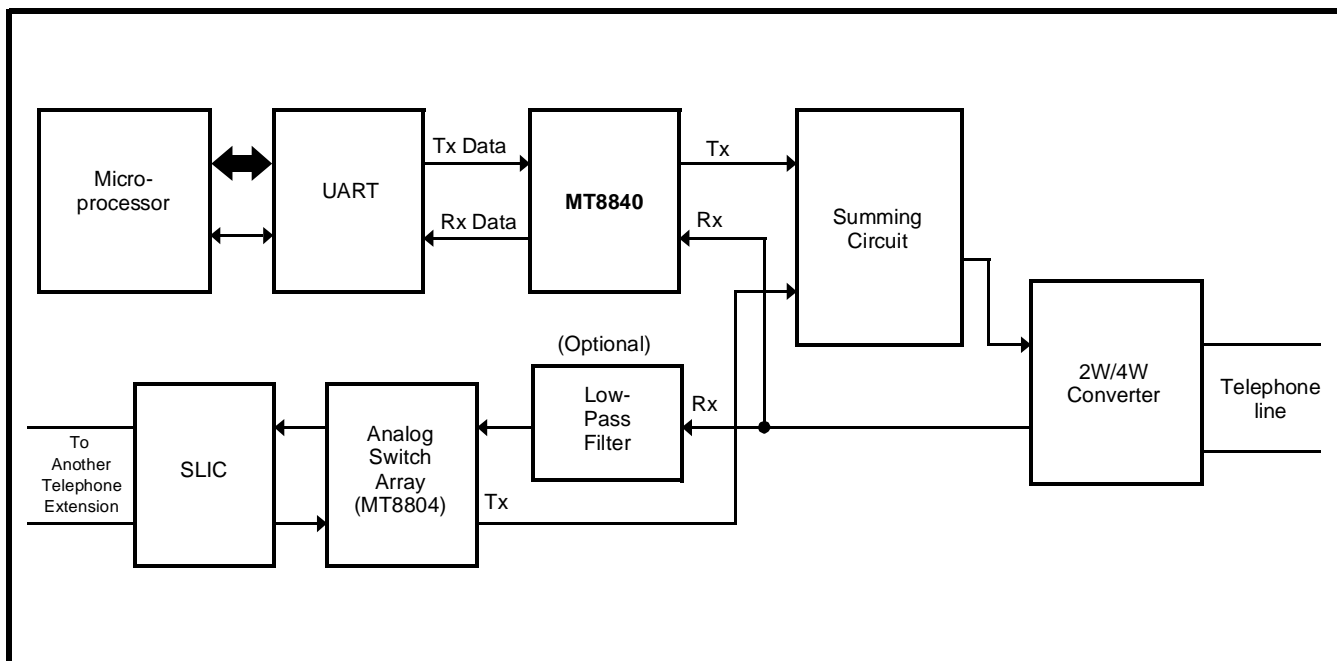 Micro-
processor
UART
Tx Data
Rx Data
MT8840
Tx
Rx
Summing
Circuit
2W/4W
Converter
Telephone
line
(Optional)
Low-
Pass
Filter
Rx
Analog
Switch
Array
(MT8804)
Tx
SLIC
To
Another
Telephone
Extension